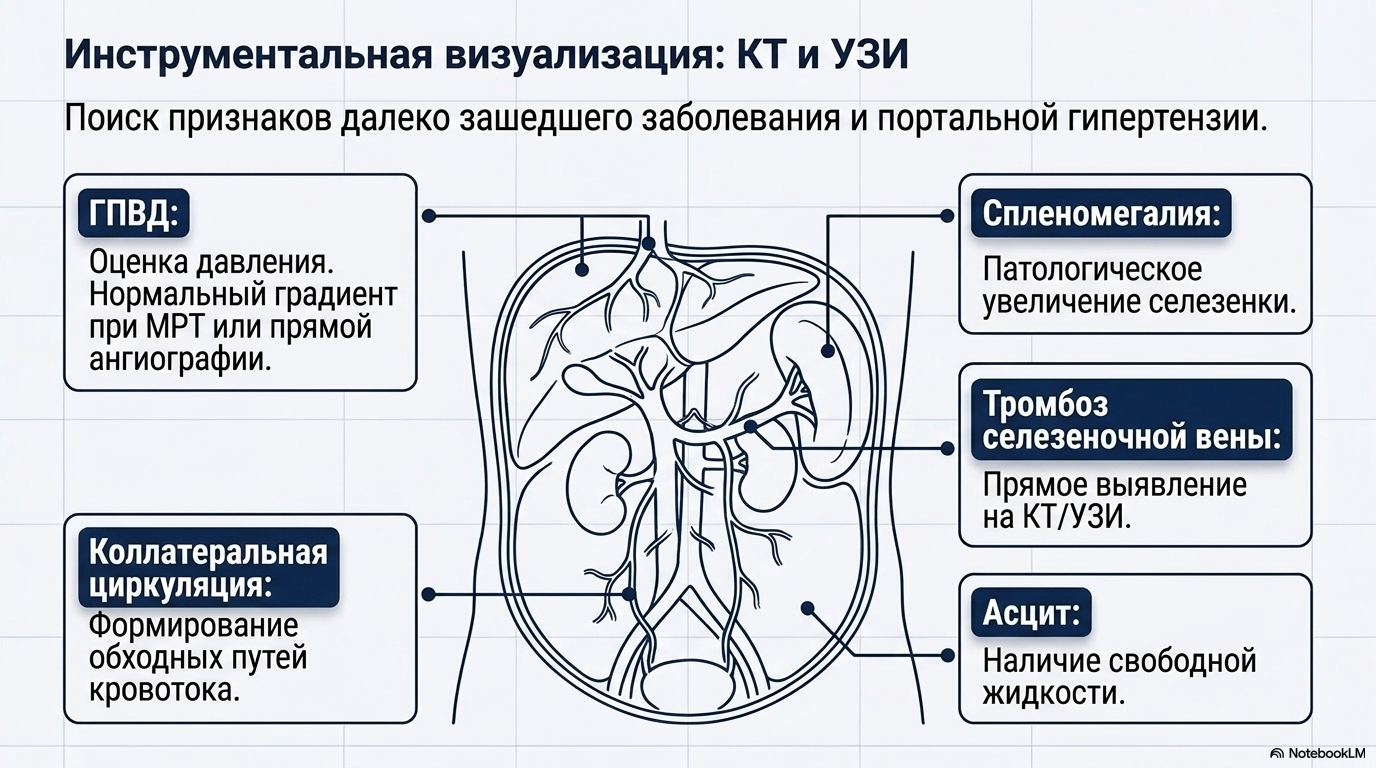 Инструментальная визуализация: КТ и УЗИ
Поиск признаков далеко зашедшего заболевания и портальной гипертензии.
ГПВД:
Оценка давления.
Нормальный градиент
при МРТ или прямой
ангиографии.
Коллатеральная
циркуляция:
Формирование
обходных путей
кровотока.
Спленомегалия:
Патологическое
увеличение селезенки.
Тромбоз
селезеночной вены:
Прямое выявление
на КТ/УЗИ.
Асцит:
Наличие свободной
жидкости.
NotebookLM